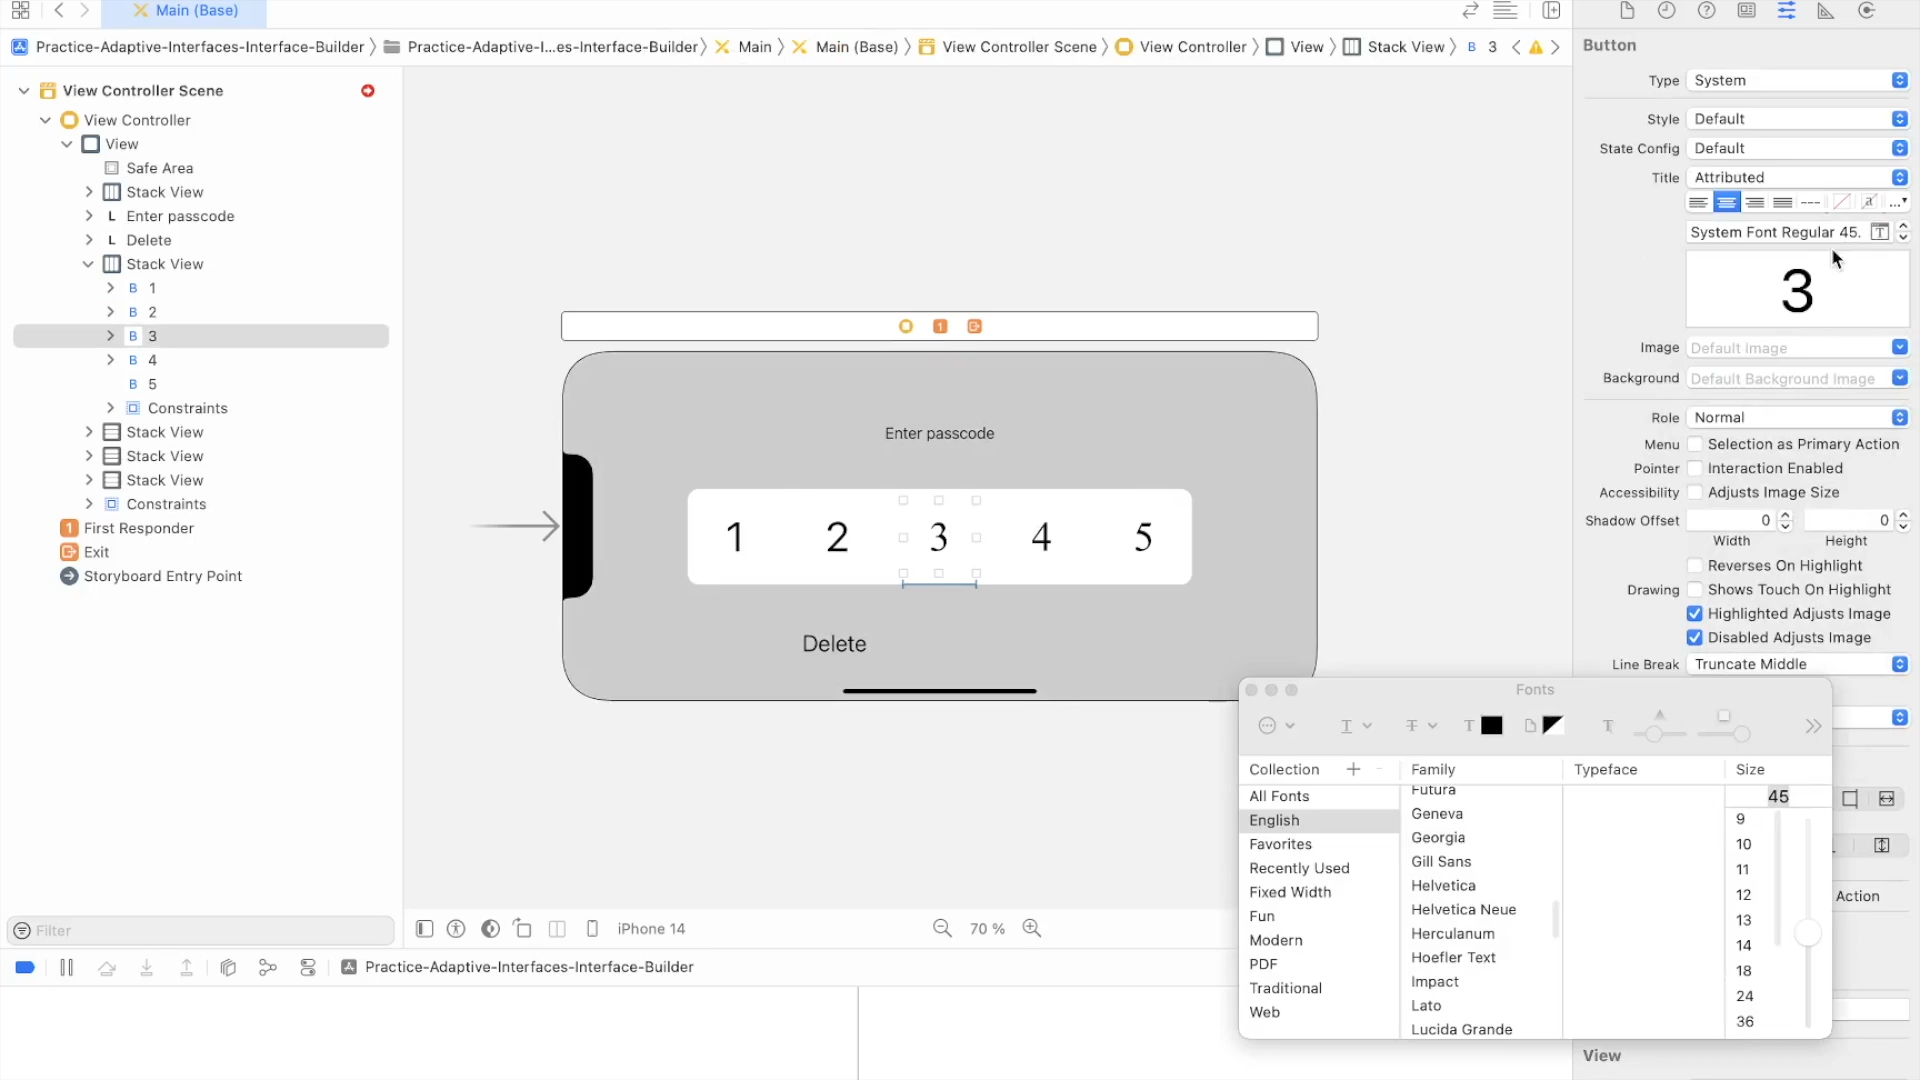 Main (Base)
Practice-Adaptive-Interfaces-Interface-Builder
Practice-Adaptive-I...es-Interface-Builder
Main
Main (Base)
View Controller Scene
View Controller
View
Stack View
B 3
View Controller Scene
View Controller
View
Safe Area
Stack View
L Enter passcode
L Delete
Stack View
B 1
B 2
B 3
B 4
B 5
Constraints
Stack View
Stack View
Stack View
Constraints
1 First Responder
Exit
Storyboard Entry Point
Filter
1
Enter passcode
1 2 3 4 5
Delete
iPhone 14
70 %
Practice-Adaptive-Interfaces-Interface-Builder
Button
Type System
Style Default
State Config Default
Title Attributed
System Font Regular 45.
3
Image Default image
Background Default Background Image
Role Normal
Menu Selection as Primary Action
Pointer Interaction Enabled
Accessibility Adjusts Image Size
Shadow Offset 0 0
Width Height
Reverses On Highlight
Drawing Shows Touch On Highlight
Highlighted Adjusts Image
Disabled Adjusts Image
Line Break Truncate Middle
Fonts
Collection Family Typeface Size
All Fonts
English
Favorites
Recently Used
Fixed Width
Fun
Modern
PDF
Traditional
Web
Futura
Geneva
Georgia
Gill Sans
Helvetica
Helvetica Neue
Herculanum
Hoefler Text
Impact
Lato
Lucida Grande
45
9
10
11
12
13
14
18
24
36
Action
View